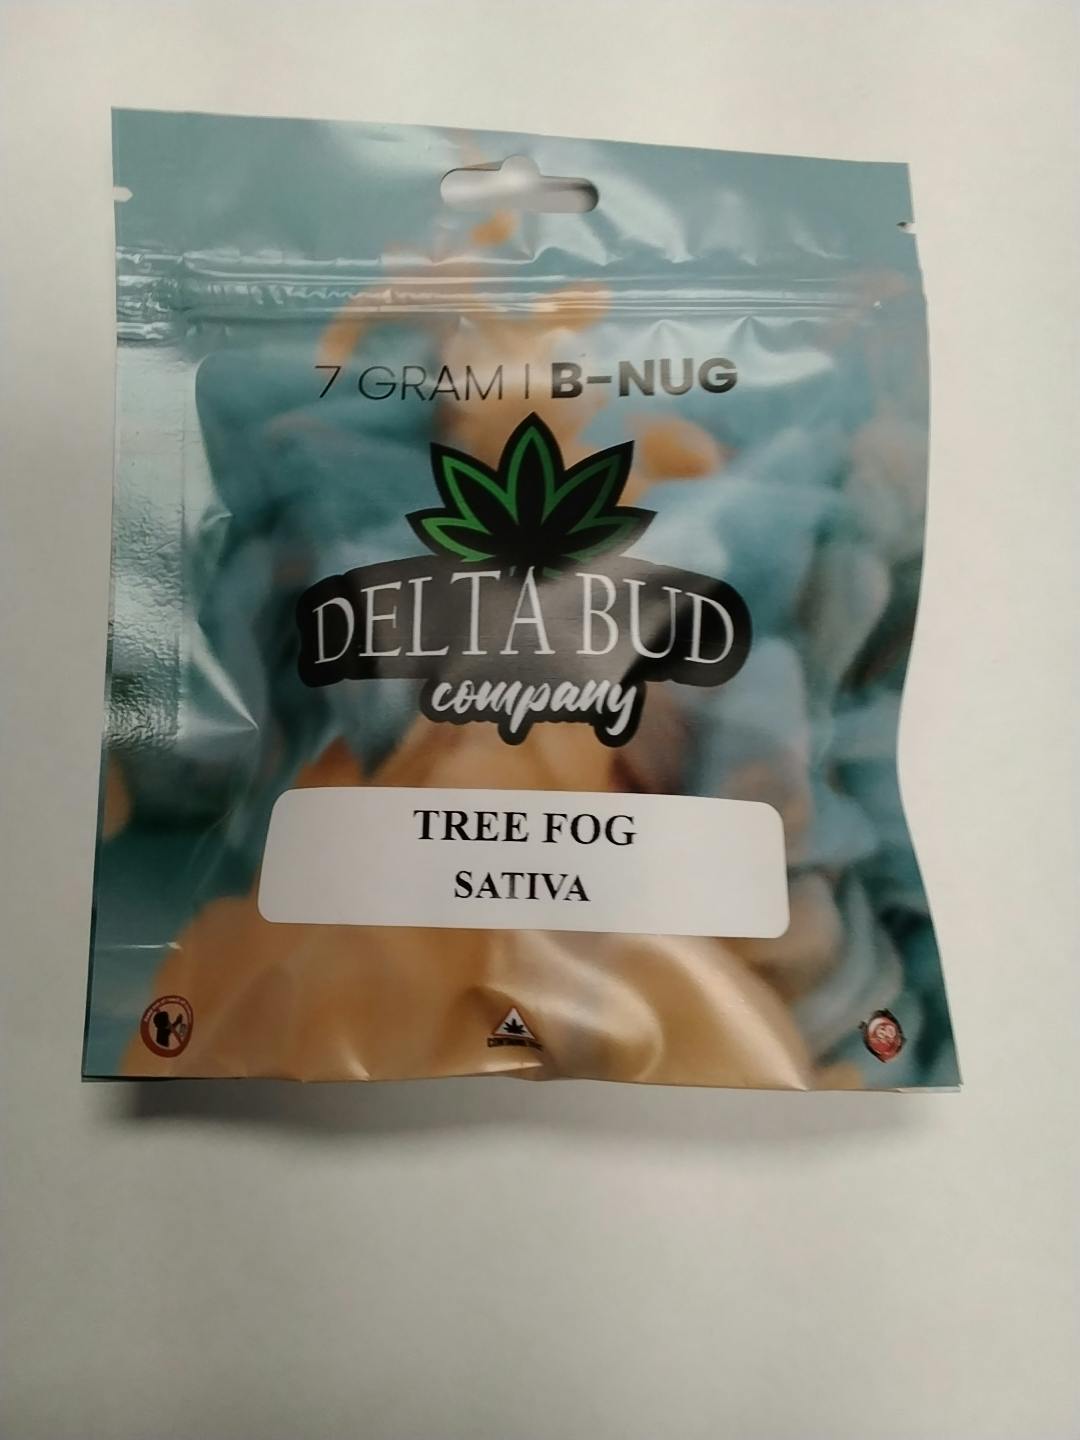 7 GRAM | B-NUG
DELTA BUD
company
TREE FOG
SATIVA